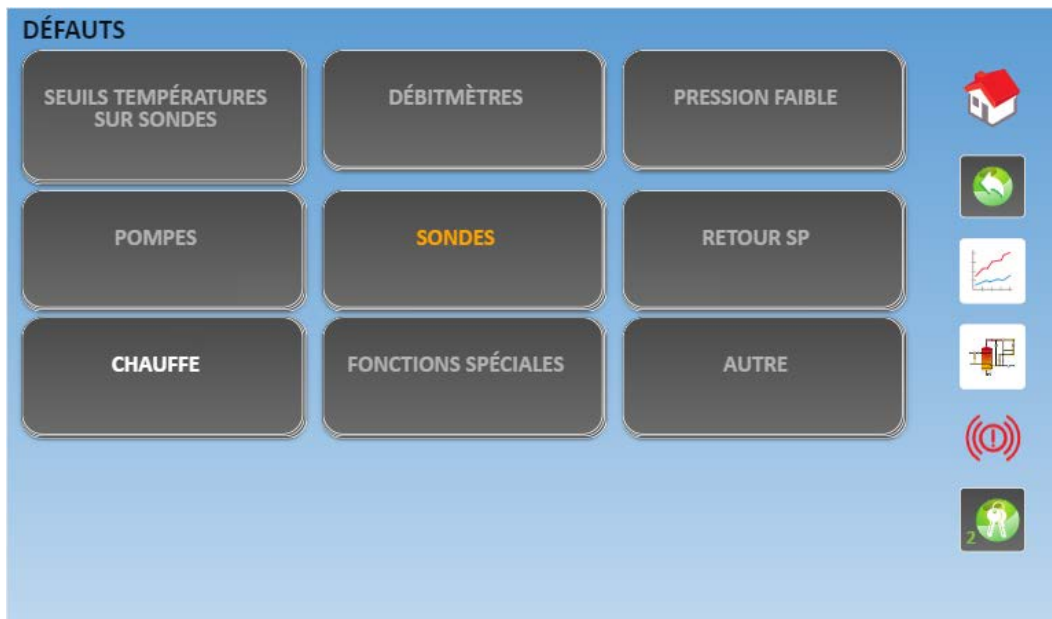 DÉFAUTS
SEUILS TEMPÉRATURES
SUR SONDES
DÉBITMÈTRES
PRESSION FAIBLE
POMPES
SONDES
RETOUR SP
CHAUFFE
FONCTIONS SPÉCIALES
AUTRE
2